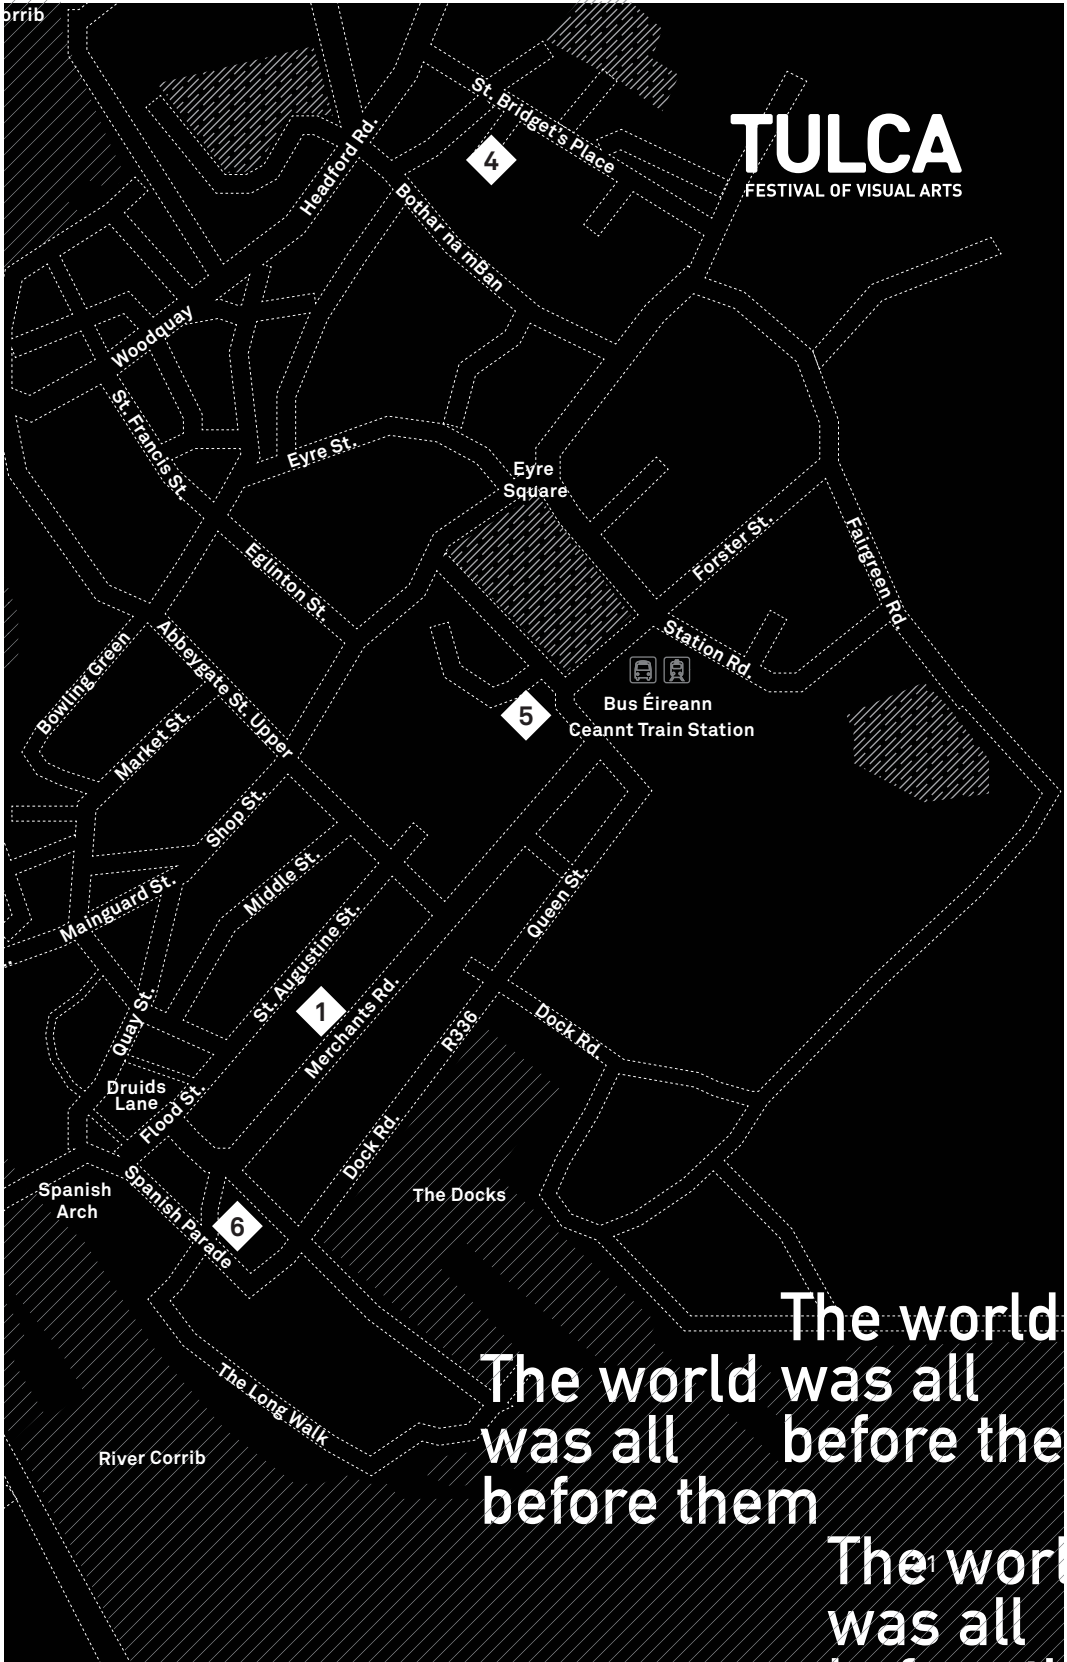 orrib
St. Bridget's Place
TULCA
FESTIVAL OF VISUAL ARTS
4
Headford Rd.
Bothar na mBan
Woodquay
St. Francis St.
Eyre St.
Eyre
Square
Forster St.
Fairgreen Rd.
Eglinton St.
Station Rd.
Abbeygate St. Upper
Bowling Green
Market St.
5
Bus Éireann
Ceannt Train Station
Shop St.
Middle St.
Mainguard St.
Queen St.
St. Augustine St.
1
Merchants Rd.
Quay St.
R336
Dock Rd.
Druids
Lane
Flood St.
Dock Rd.
Spanish
Arch
Spanish Parade
The Docks
6
The Long Walk
River Corrib
The world
was all
before the
The world
was all
before them
The worl
was all